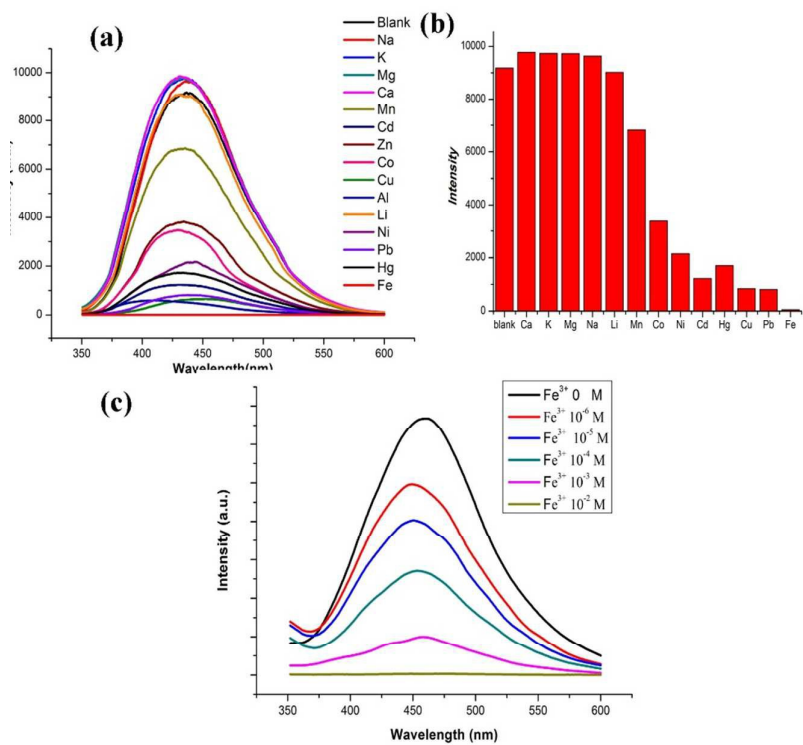 (a)
Blank
Na
K
Mg
Ca
Mn
Cd
Zn
Co
Cu
Al
Li
Ni
Pb
Hg
Fe
10000
8000
6000
4000
2000
0
350 400 450 500 550 600
Wavelength(nm)
(b)
Intensity
10000
8000
6000
4000
2000
0
blank Ca K Mg Na Li Mn Co Ni Cd Hg Cu Pb Fe
(c)
Fe³⁺ 0 M
Fe³⁺ 10⁻⁶ M
Fe³⁺ 10⁻⁵ M
Fe³⁺ 10⁻⁴ M
Fe³⁺ 10⁻³ M
Fe³⁺ 10⁻² M
Intensity (a.u.)
350 400 450 500 550 600
Wavelength (nm)